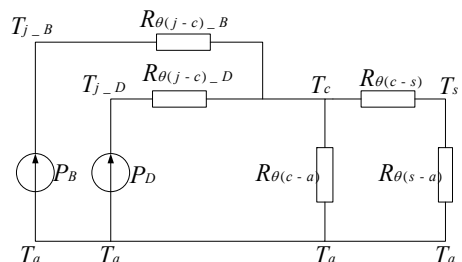 T_{j_B} R_{θ(j-c)_B}
T_{j_D} R_{θ(j-c)_D} T_c R_{θ(c-s)} T_s
P_B P_D R_{θ(c-a)} R_{θ(s-a)}
T_a T_a T_a T_a